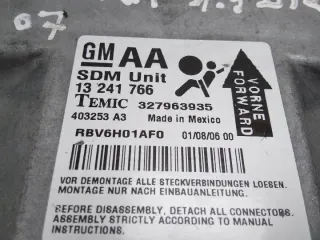 07
GM AA
SDM Unit
13 241 766
TEMIC 327963935
403253 A3 Made in Mexico
RBV6H01AF0 01/08/06 00
VORNE
FORWARD
VOR DEMONTAGE ALLE STECKVERBINDUNGEN LOESEN.
MONTAGE NUR NACH EINBAUANLEITUNG.
BEFORE DISASSEMBLY, DETACH ALL CONNECTORS.
ASSEMBLY STRICTLY ACCORDING TO MANUAL
INSTRUCTIONS.